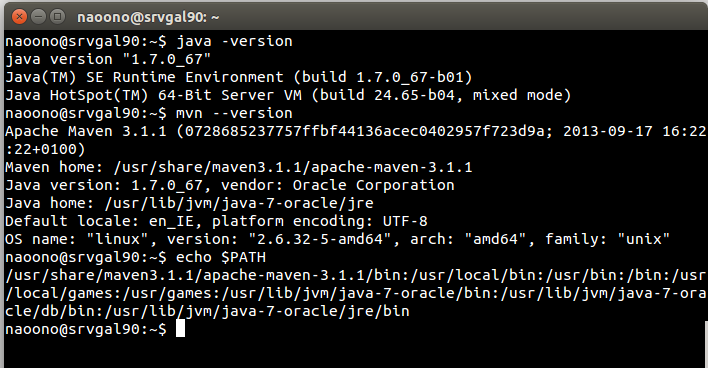 naoono@srvgal90: ~
naoono@srvgal90:~$ java -version
java version "1.7.0_67"
Java(TM) SE Runtime Environment (build 1.7.0_67-b01)
Java HotSpot(TM) 64-Bit Server VM (build 24.65-b04, mixed mode)
naoono@srvgal90:~$ mvn --version
Apache Maven 3.1.1 (0728685237757ffbf44136acec0402957f723d9a; 2013-09-17 16:22
:22+0100)
Maven home: /usr/share/maven3.1.1/apache-maven-3.1.1
Java version: 1.7.0_67, vendor: Oracle Corporation
Java home: /usr/lib/jvm/java-7-oracle/jre
Default locale: en_IE, platform encoding: UTF-8
OS name: "linux", version: "2.6.32-5-amd64", arch: "amd64", family: "unix"
naoono@srvgal90:~$ echo $PATH
/usr/share/maven3.1.1/apache-maven-3.1.1/bin:/usr/local/bin:/usr/bin:/bin:/usr
/local/games:/usr/games:/usr/lib/jvm/java-7-oracle/bin:/usr/lib/jvm/java-7-ora
cle/db/bin:/usr/lib/jvm/java-7-oracle/jre/bin
naoono@srvgal90:~$